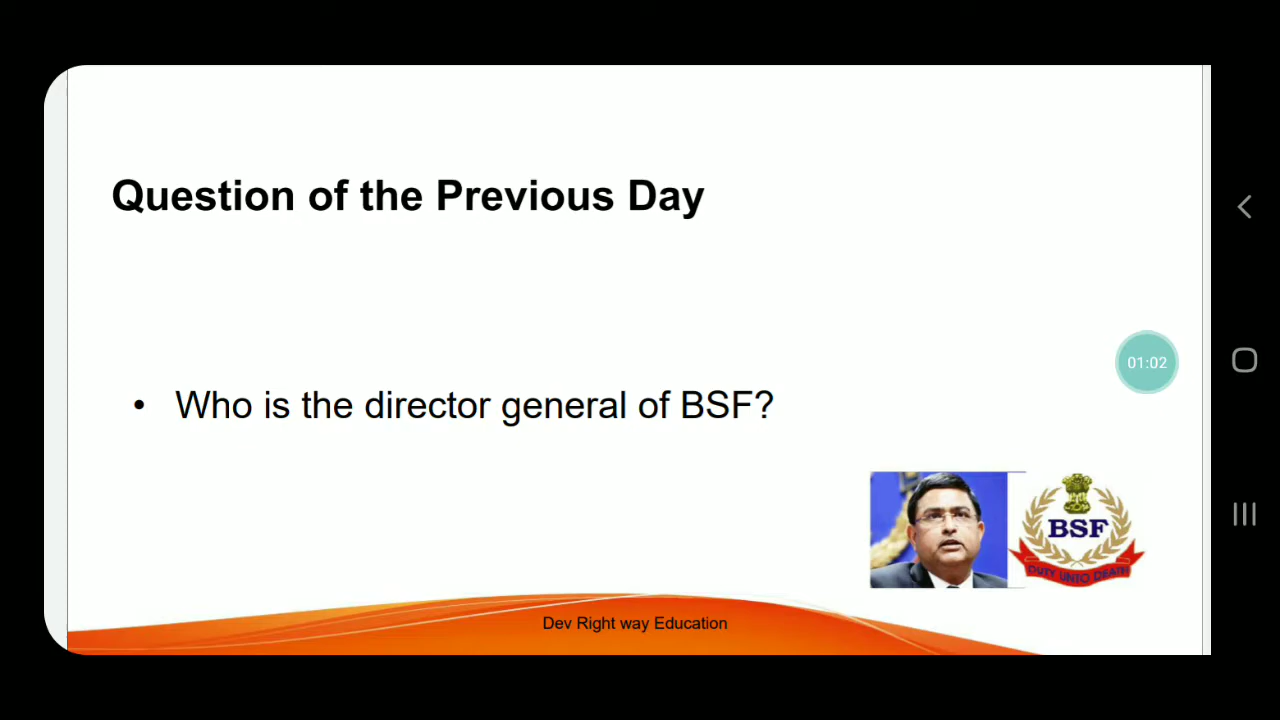 Question of the Previous Day
01:02
• Who is the director general of BSF?
BSF
DUTY UNTO DEATH
Dev Right way Education